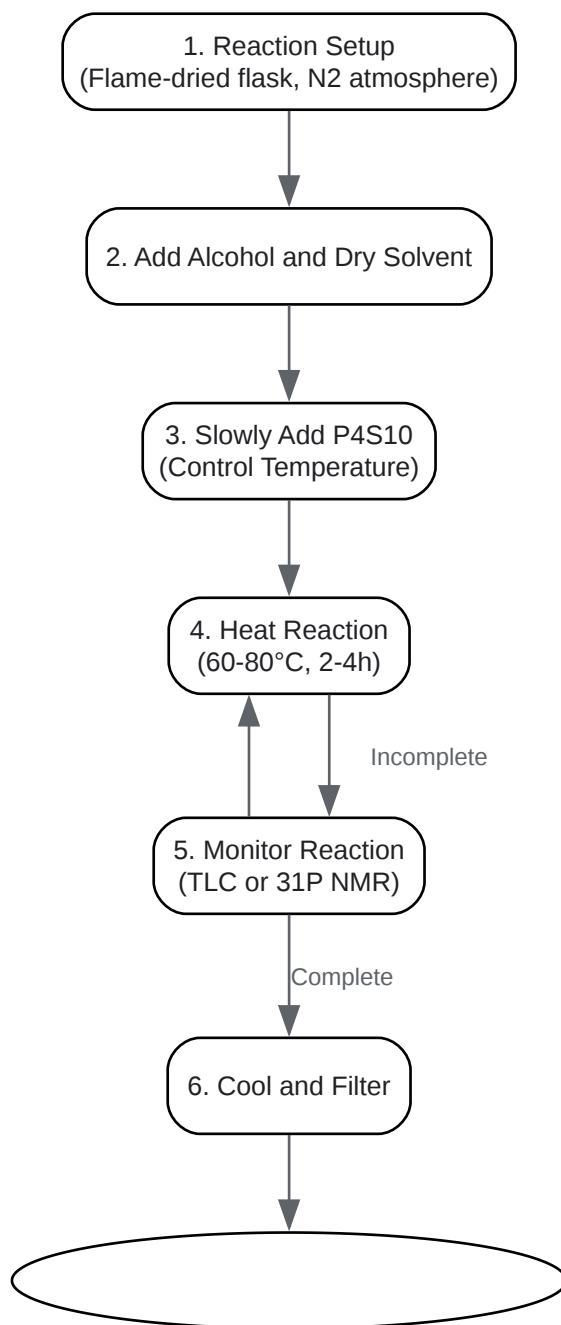 1. Reaction Setup
(Flame-dried flask, N2 atmosphere)
2. Add Alcohol and Dry Solvent
3. Slowly Add P4S10
(Control Temperature)
4. Heat Reaction
(60-80°C, 2-4h)
Incomplete
5. Monitor Reaction
(TLC or 31P NMR)
Complete
6. Cool and Filter